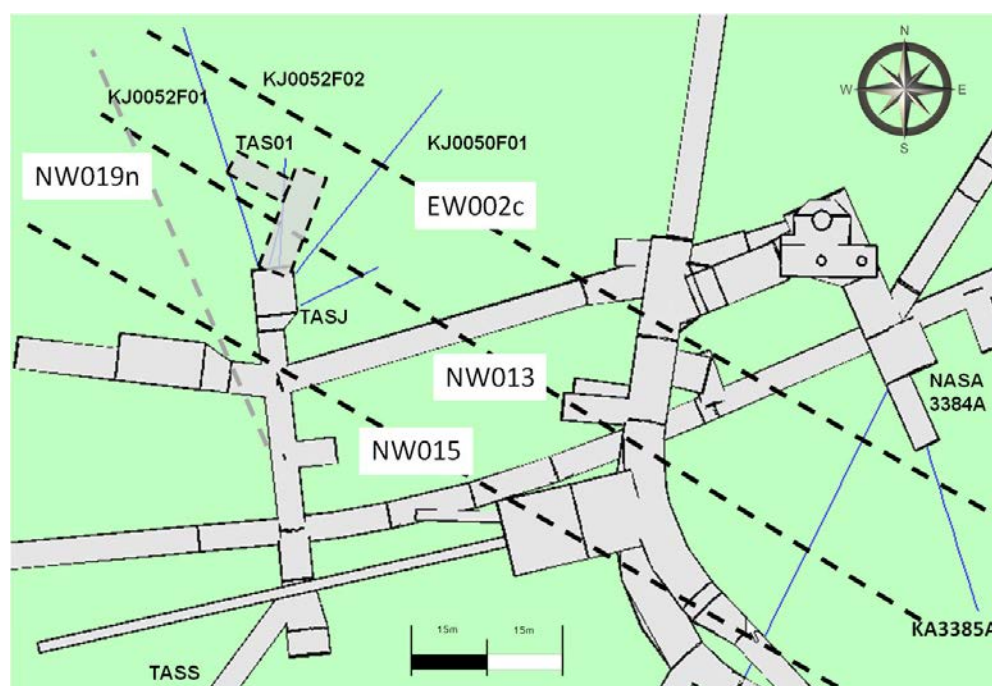 N
W
E
S
KJ0052F02
KJ0052F01
TAS01
KJ0050F01
NW019n
EW002c
TASJ
NW013
NASA
3384A
NW015
KA3385A
15m
15m
TASS